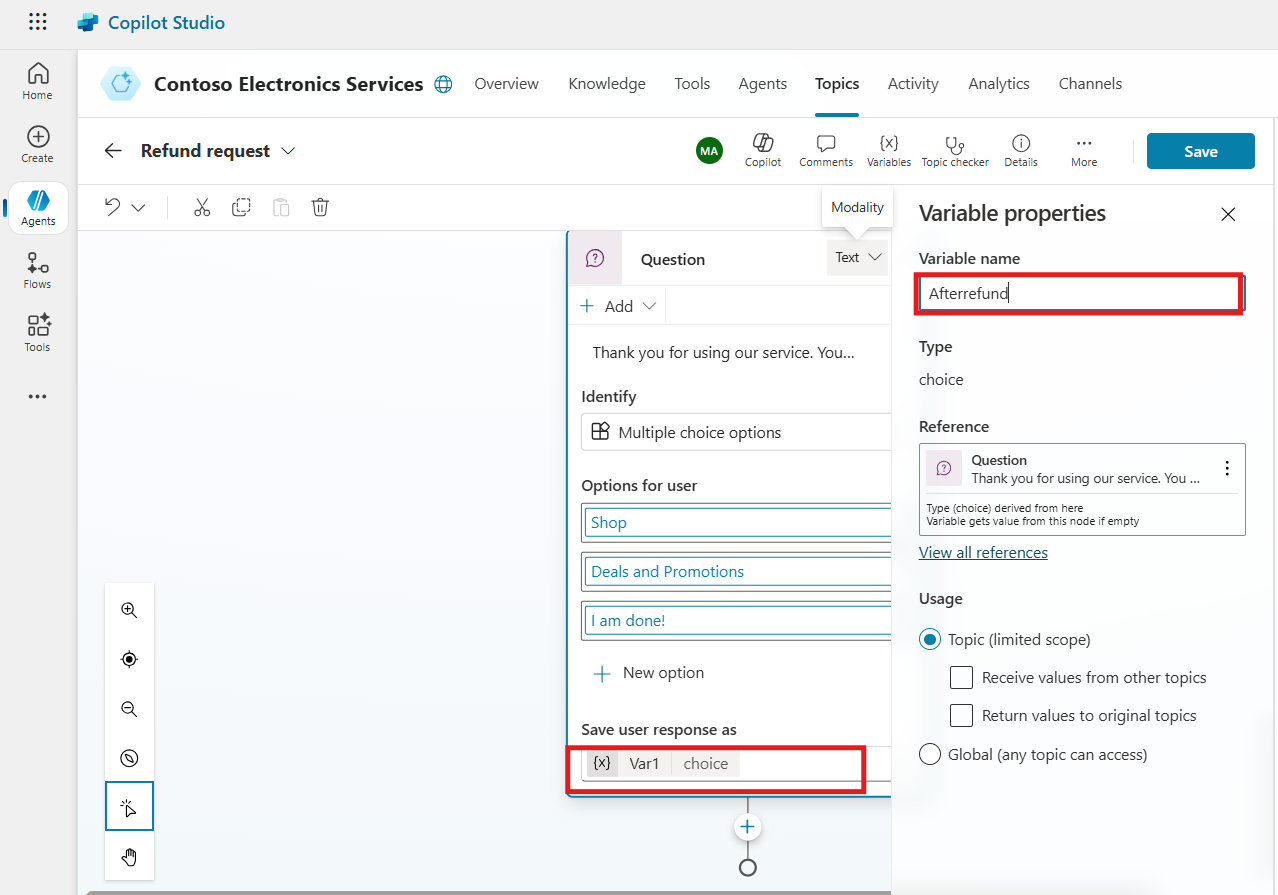 Copilot Studio
Home
Create
Agents
Flows
Tools
Contoso Electronics Services
Overview
Knowledge
Tools
Agents
Topics
Activity
Analytics
Channels
Refund request
MA
Copilot
Comments
{x}
Variables
Topic checker
Details
More
Save
Modality
Question
Text
Add
Thank you for using our service. You...
Identify
Multiple choice options
Options for user
Shop
Deals and Promotions
I am done!
New option
Save user response as
{x} Var1 choice
Variable properties
Variable name
Afterrefund
Type
choice
Reference
Question
Thank you for using our service. You ...
Type (choice) derived from here
Variable gets value from this node if empty
View all references
Usage
Topic (limited scope)
Receive values from other topics
Return values to original topics
Global (any topic can access)